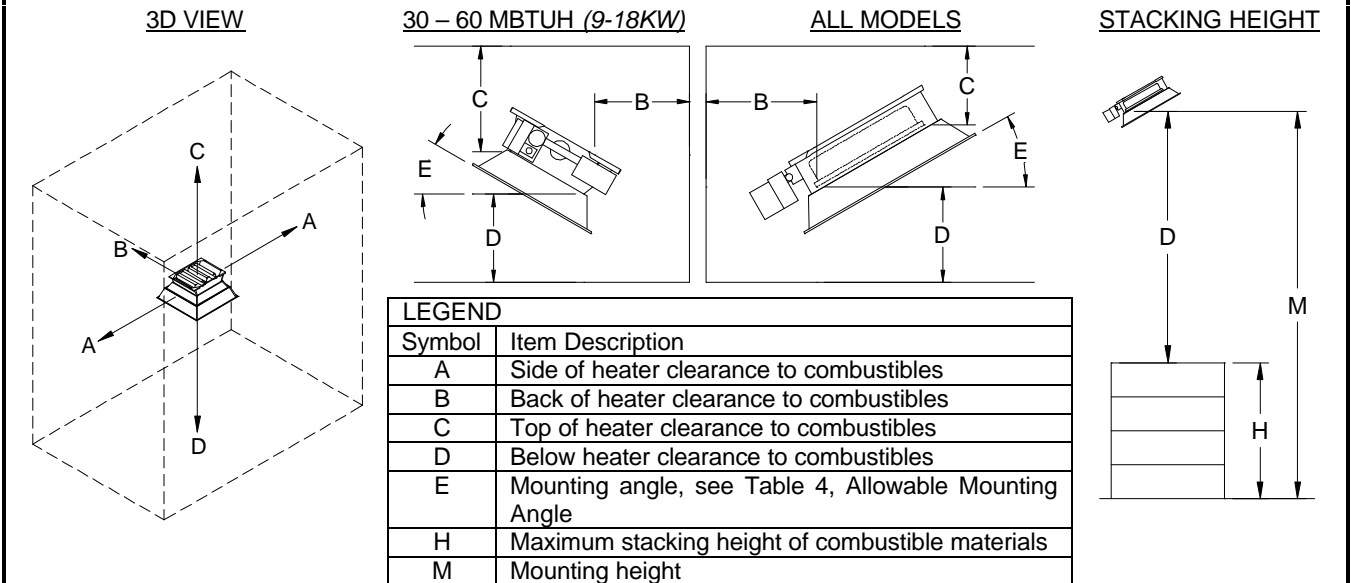 3D VIEW
30 – 60 MBTUH (9-18KW)
ALL MODELS
STACKING HEIGHT
C
A
B
A
D
C
B
E
D
B
C
E
D
D
M
H
LEGEND
Symbol Item Description
A Side of heater clearance to combustibles
B Back of heater clearance to combustibles
C Top of heater clearance to combustibles
D Below heater clearance to combustibles
E Mounting angle, see Table 4, Allowable Mounting
Angle
H Maximum stacking height of combustible materials
M Mounting height